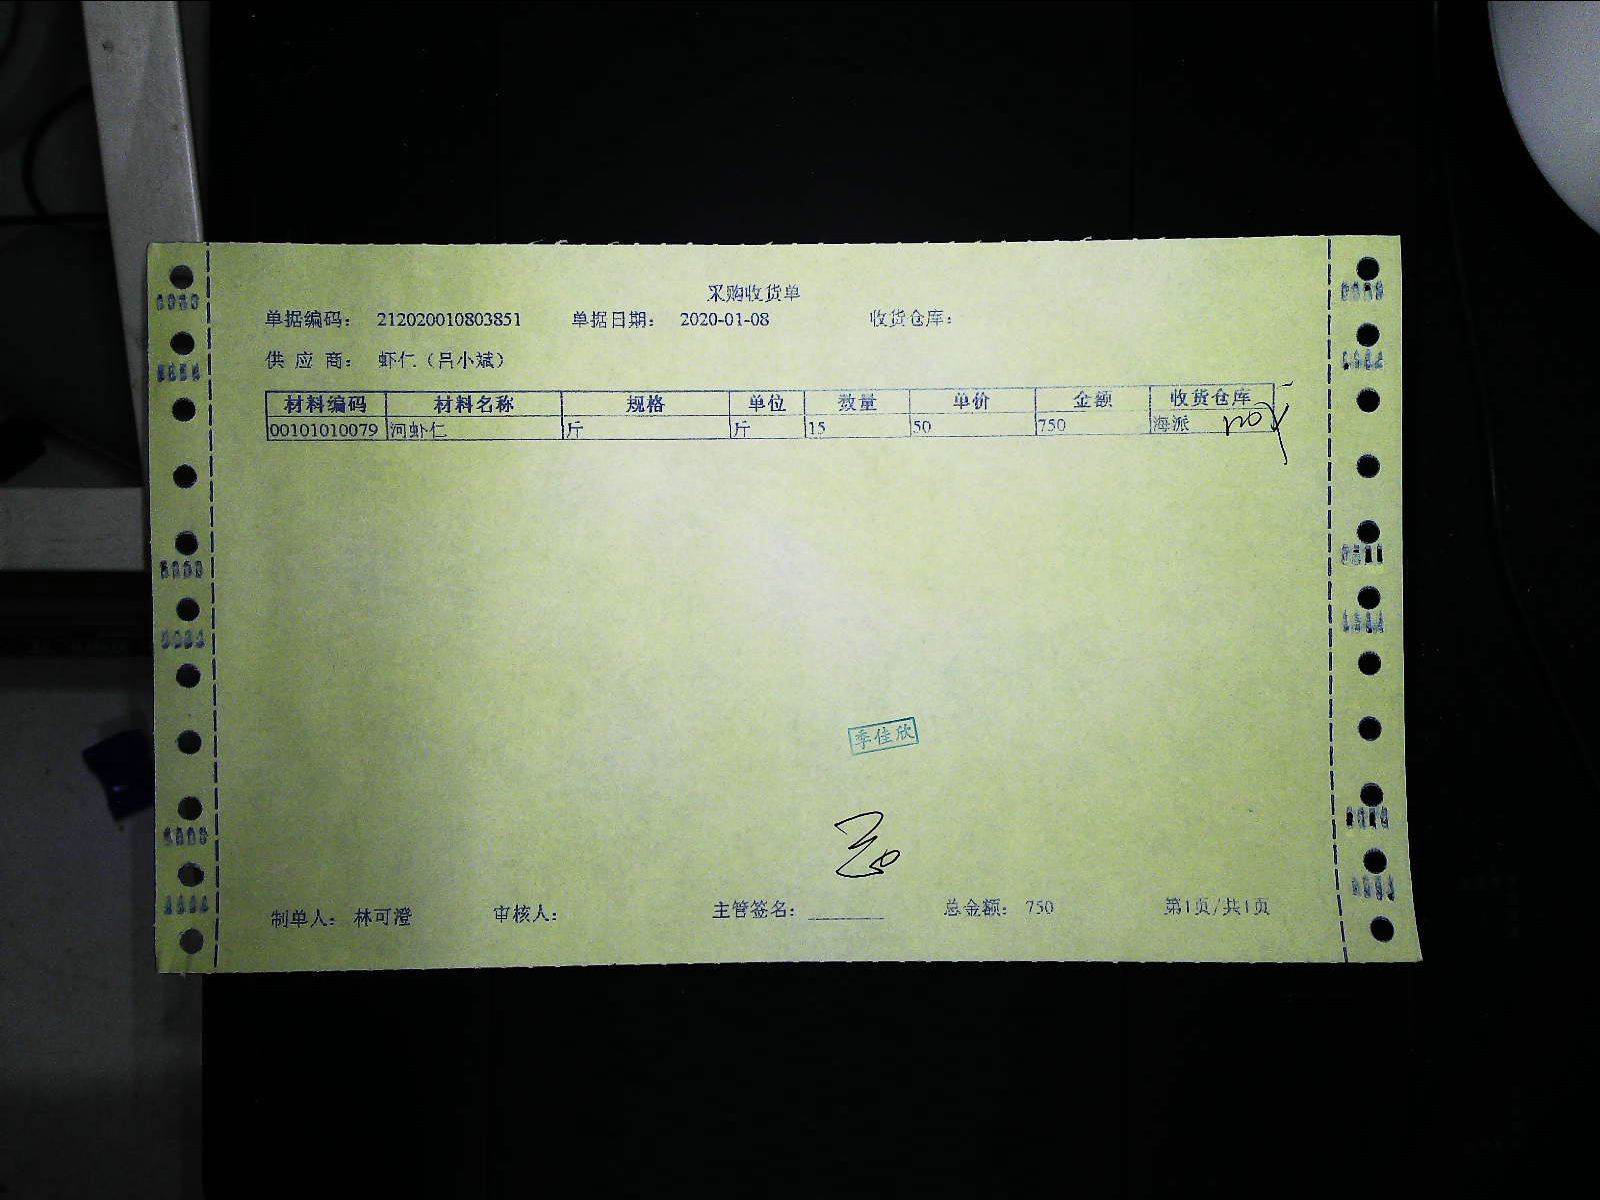 采购收货单
单据编码： 212020010803851 单据日期： 2020-01-08 收货仓库：
供 应 商： 虾仁（吕小斌）
材料编码 材料名称 规格 单位 数量 单价 金额 收货仓库
00101010079 河虾仁 斤 斤 15 50 750 海派
季佳欣
制单人： 林可澄 审核人： 主管签名： ________ 总金额： 750 第1页/共1页